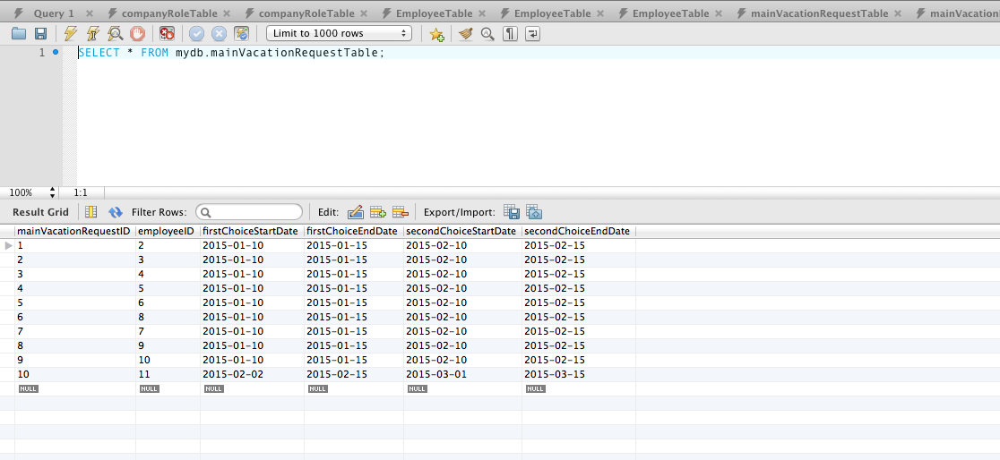 Query 1 companyRoleTable companyRoleTable EmployeeTable EmployeeTable EmployeeTable mainVacationRequestTable mainVacation
Limit to 1000 rows
1 SELECT * FROM mydb.mainVacationRequestTable;
100% 1:1
Result Grid Filter Rows: Edit: Export/Import:
mainVacationRequestID employeeID firstChoiceStartDate firstChoiceEndDate secondChoiceStartDate secondChoiceEndDate
1 2 2015-01-10 2015-01-15 2015-02-10 2015-02-15
2 3 2015-01-10 2015-01-15 2015-02-10 2015-02-15
3 4 2015-01-10 2015-01-15 2015-02-10 2015-02-15
4 5 2015-01-10 2015-01-15 2015-02-10 2015-02-15
5 6 2015-01-10 2015-01-15 2015-02-10 2015-02-15
6 8 2015-01-10 2015-01-15 2015-02-10 2015-02-15
7 7 2015-01-10 2015-01-15 2015-02-10 2015-02-15
8 9 2015-01-10 2015-01-15 2015-02-10 2015-02-15
9 10 2015-01-10 2015-01-15 2015-02-10 2015-02-15
10 11 2015-02-02 2015-02-15 2015-03-01 2015-03-15
NULL NULL NULL NULL NULL NULL